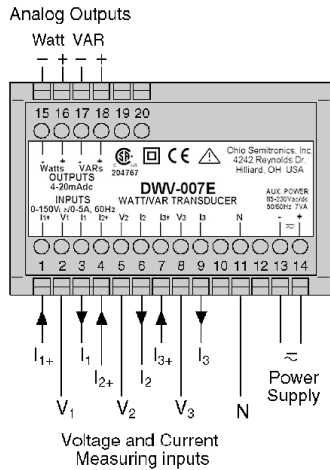 Analog Outputs
Watt VAR
− + − +
15 16 17 18 19 20
- + - +
Watts VARs
OUTPUTS
4-20mAdc
INPUTS
0-150V, /0-5A, 60Hz
204767
Ohio Semitronics, Inc.
4242 Reynolds Dr.
Hilliard, OH USA
DWV-007E
WATT/VAR TRANSDUCER
AUX. POWER
85-230Vac/dc
50/60Hz 7VA
I1+ V1 I1 I2+ V2 I2 I3+ V3 I3 N - +
1 2 3 4 5 6 7 8 9 10 11 12 13 14
I1+ I1 I2+ I2 I3+ I3
V1 V2 V3 N
Power
Supply
Voltage and Current
Measuring inputs